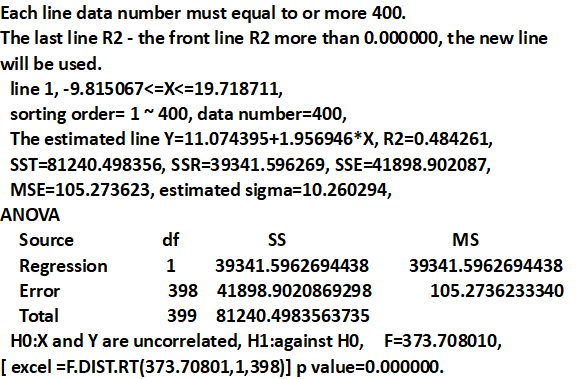 Each line data number must equal to or more 400.
The last line R2 - the front line R2 more than 0.000000, the new line
will be used.
line 1, -9.815067<=X<=19.718711,
sorting order= 1 ~ 400, data number=400,
The estimated line Y=11.074395+1.956946*X, R2=0.484261,
SST=81240.498356, SSR=39341.596269, SSE=41898.902087,
MSE=105.273623, estimated sigma=10.260294,
ANOVA
Source df SS MS
Regression 1 39341.5962694438 39341.5962694438
Error 398 41898.9020869298 105.2736233340
Total 399 81240.4983563735
H0:X and Y are uncorrelated, H1:against H0, F=373.708010,
[ excel =F.DIST.RT(373.70801,1,398)] p value=0.000000.